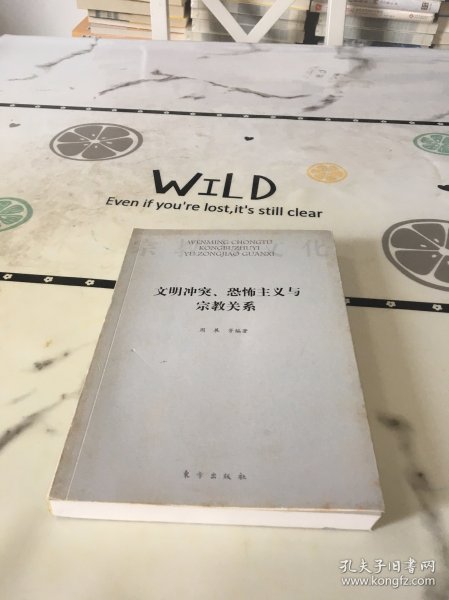 WILD
Even if you're lost,it's still clear
WENMING CHONGTU
KONGBUZHUYI
YU ZONGJIAO GUANXI
文明冲突、恐怖主义与
宗教关系
等编著
东方出版社
孔夫子旧书网
www.kongfz.com